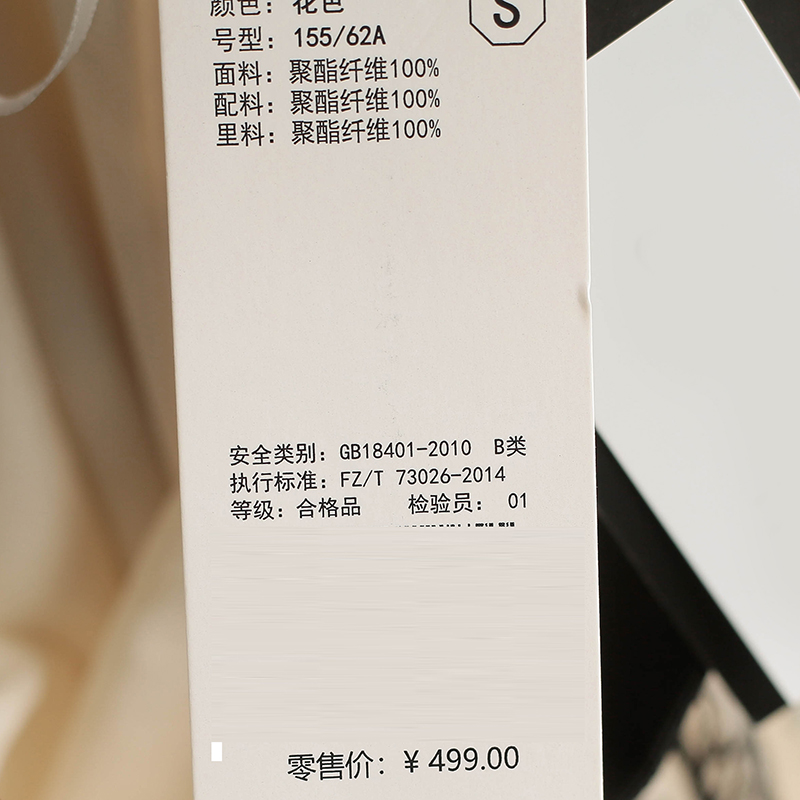 颜色：花色
S
号型：155/62A
面料：聚酯纤维100%
配料：聚酯纤维100%
里料：聚酯纤维100%
安全类别：GB18401-2010 B类
执行标准：FZ/T 73026-2014
等级：合格品 检验员： 01
零售价：￥499.00